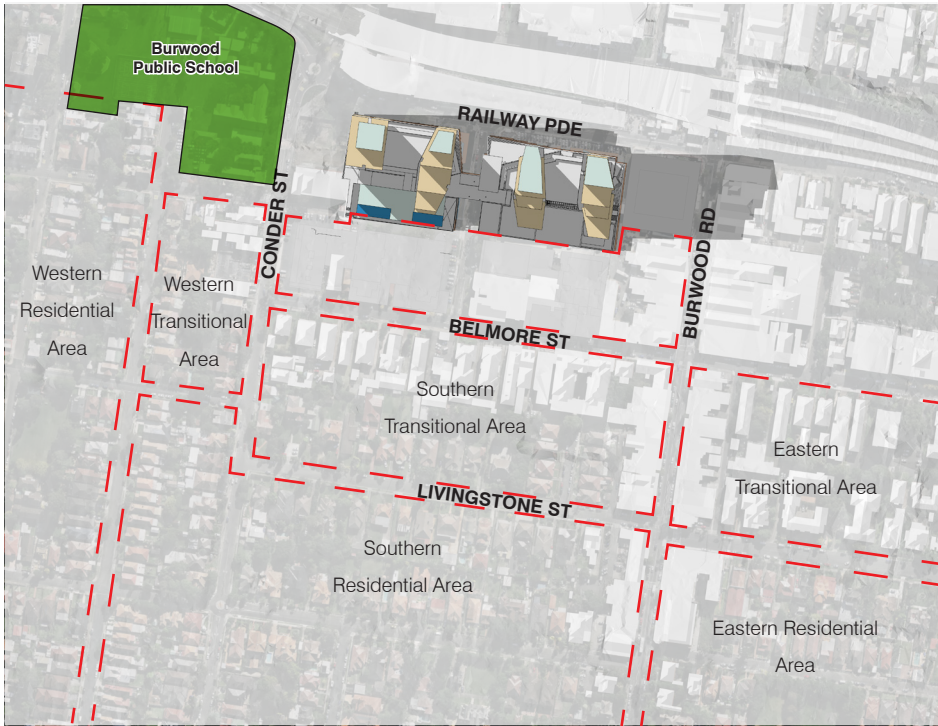 Burwood
Public School
RAILWAY PDE
CONDER ST
BURWOOD RD
Western
Residential
Area
Western
Transitional
Area
BELMORE ST
Southern
Transitional Area
Eastern
Transitional Area
LIVINGSTONE ST
Southern
Residential Area
Eastern Residential
Area